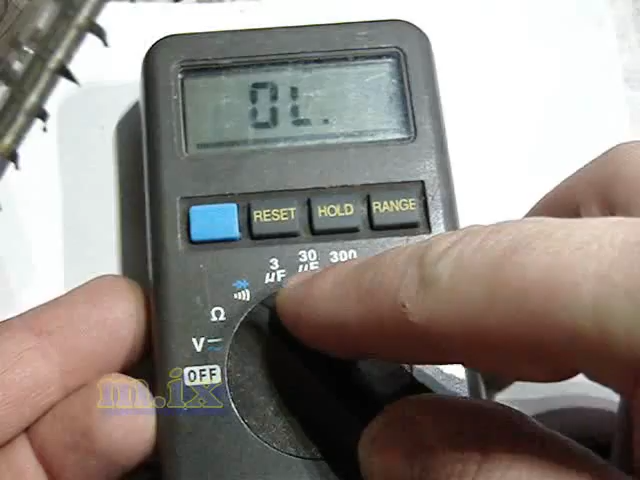 OL.
RESET HOLD RANGE
3 30 300
µF µF
Ω
V
OFF
m.ix